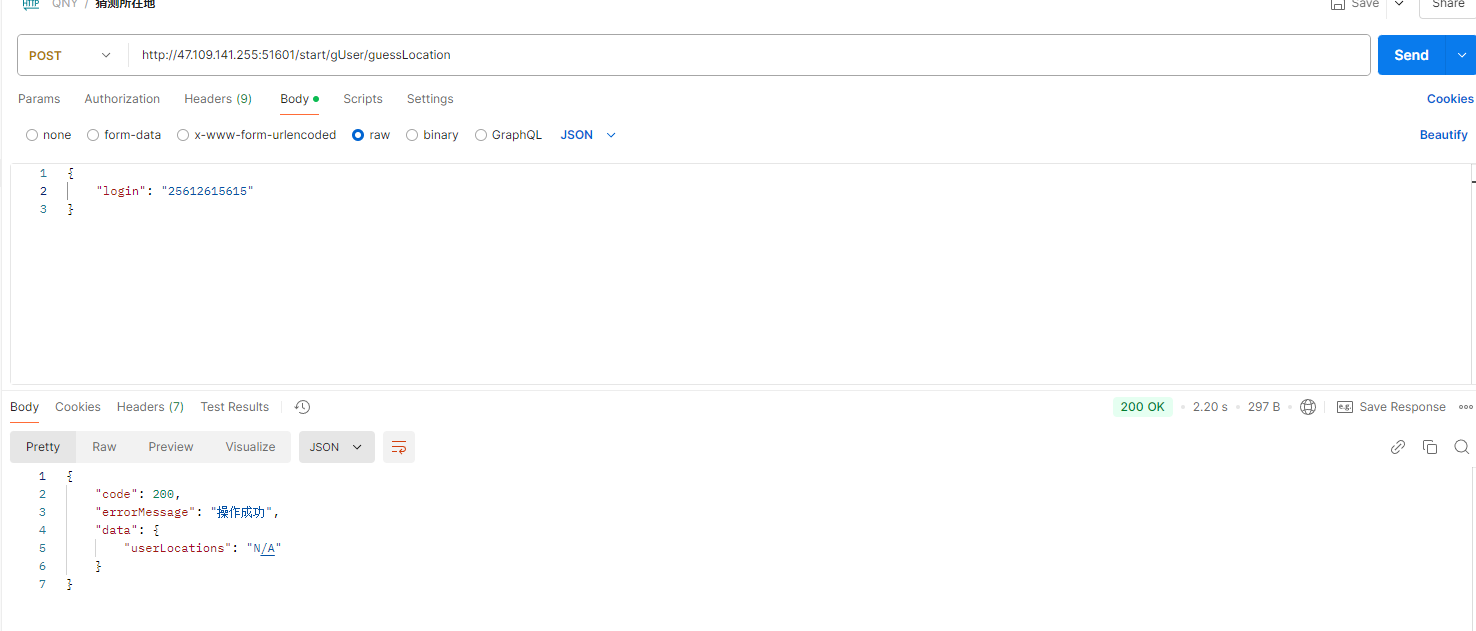 HTTP QNY / 猜测所在地 Save Share
POST http://47.109.141.255:51601/start/gUser/guessLocation Send
Params Authorization Headers (9) Body Scripts Settings Cookies
none form-data x-www-form-urlencoded raw binary GraphQL JSON Beautify
1 {
2 "login": "25612615615"
3 }
Body Cookies Headers (7) Test Results 200 OK 2.20 s 297 B e.g. Save Response
Pretty Raw Preview Visualize JSON
1 {
2 "code": 200,
3 "errorMessage": "操作成功",
4 "data": {
5 "userLocations": "N/A"
6 }
7 }